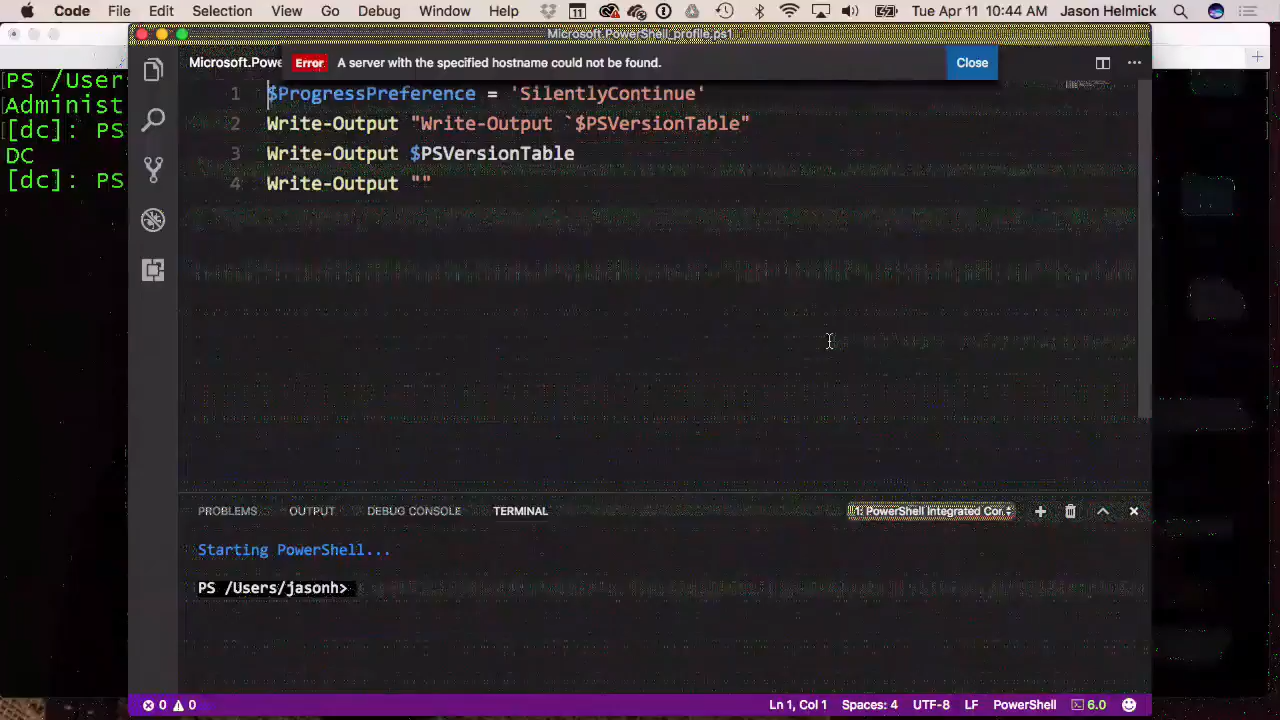 Code File Edit Selection View Go Debug Window Help Tue Apr 11 10:44 AM Jason Helmick
Microsoft.PowerShell_profile.ps1
Microsoft.Powe
Error A server with the specified hostname could not be found. Close
PS /User
Administ
[dc]: PS
DC
[dc]: PS
1 $ProgressPreference = 'SilentlyContinue'
2 Write-Output "Write-Output `$PSVersionTable"
3 Write-Output $PSVersionTable
4 Write-Output ""
PROBLEMS OUTPUT DEBUG CONSOLE TERMINAL 1: PowerShell Integrated Con
Starting PowerShell...
PS /Users/jasonh>
0 0 Ln 1, Col 1 Spaces: 4 UTF-8 LF PowerShell 6.0